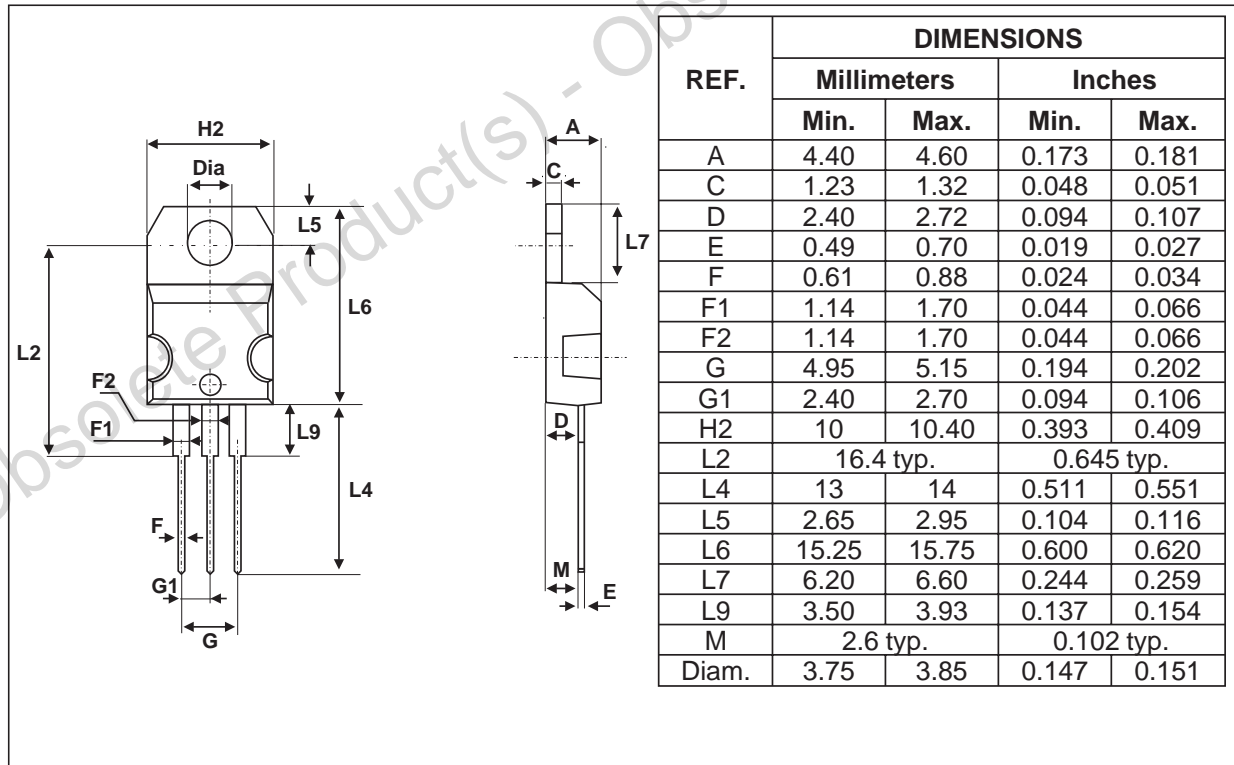 H2
Dia
L5
L6
L2
F2
F1
L9
L4
F
G1
G
A
C
L7
D
M
E
REF.
DIMENSIONS
Millimeters Inches
Min. Max. Min. Max.
A 4.40 4.60 0.173 0.181
C 1.23 1.32 0.048 0.051
D 2.40 2.72 0.094 0.107
E 0.49 0.70 0.019 0.027
F 0.61 0.88 0.024 0.034
F1 1.14 1.70 0.044 0.066
F2 1.14 1.70 0.044 0.066
G 4.95 5.15 0.194 0.202
G1 2.40 2.70 0.094 0.106
H2 10 10.40 0.393 0.409
L2 16.4 typ. 0.645 typ.
L4 13 14 0.511 0.551
L5 2.65 2.95 0.104 0.116
L6 15.25 15.75 0.600 0.620
L7 6.20 6.60 0.244 0.259
L9 3.50 3.93 0.137 0.154
M 2.6 typ. 0.102 typ.
Diam. 3.75 3.85 0.147 0.151
Obsolete Product(s) - Obs